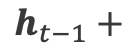 h_{t-1} +